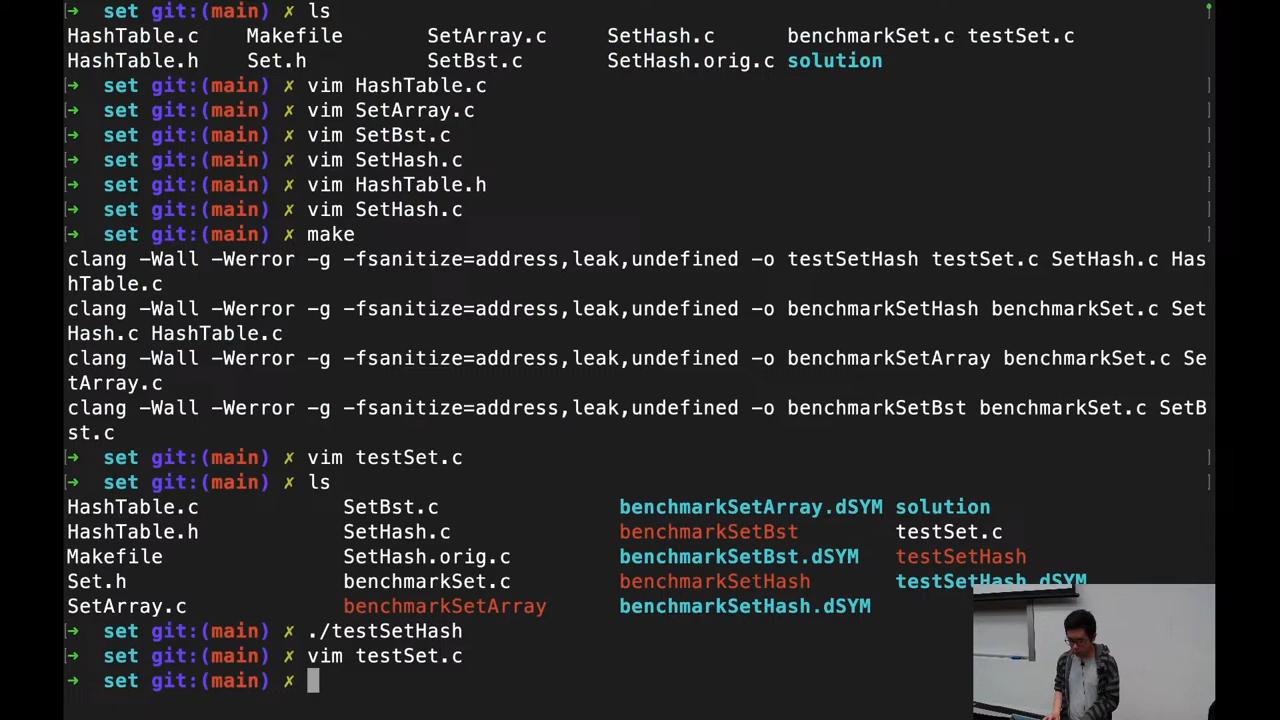 ➜ set git:(main) ✗ ls
HashTable.c Makefile SetArray.c SetHash.c benchmarkSet.c testSet.c
HashTable.h Set.h SetBst.c SetHash.orig.c solution
➜ set git:(main) ✗ vim HashTable.c
➜ set git:(main) ✗ vim SetArray.c
➜ set git:(main) ✗ vim SetBst.c
➜ set git:(main) ✗ vim SetHash.c
➜ set git:(main) ✗ vim HashTable.h
➜ set git:(main) ✗ vim SetHash.c
➜ set git:(main) ✗ make
clang -Wall -Werror -g -fsanitize=address,leak,undefined -o testSetHash testSet.c SetHash.c Has
hTable.c
clang -Wall -Werror -g -fsanitize=address,leak,undefined -o benchmarkSetHash benchmarkSet.c Set
Hash.c HashTable.c
clang -Wall -Werror -g -fsanitize=address,leak,undefined -o benchmarkSetArray benchmarkSet.c Se
tArray.c
clang -Wall -Werror -g -fsanitize=address,leak,undefined -o benchmarkSetBst benchmarkSet.c SetB
st.c
➜ set git:(main) ✗ vim testSet.c
➜ set git:(main) ✗ ls
HashTable.c SetBst.c benchmarkSetArray.dSYM solution
HashTable.h SetHash.c benchmarkSetBst testSet.c
Makefile SetHash.orig.c benchmarkSetBst.dSYM testSetHash
Set.h benchmarkSet.c benchmarkSetHash testSetHash.dSYM
SetArray.c benchmarkSetArray benchmarkSetHash.dSYM
➜ set git:(main) ✗ ./testSetHash
➜ set git:(main) ✗ vim testSet.c
➜ set git:(main) ✗